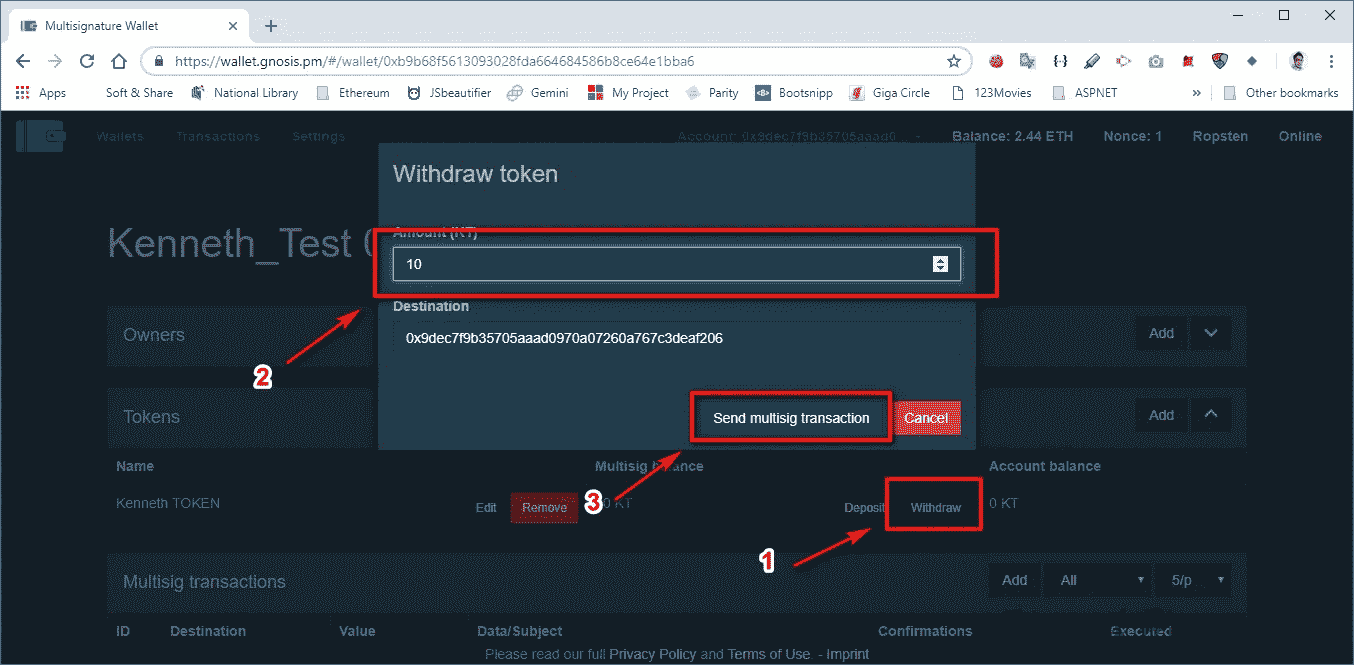 Multisignature Wallet
https://wallet.gnosis.pm/#/wallet/0xb9b68f5613093028fda664684586b8ce64e1bba6
Apps Soft & Share National Library Ethereum JSbeautifier Gemini My Project Parity Bootsnipp Giga Circle 123Movies ASPNET » Other bookmarks
Wallets Transactions Settings Account: 0x9dec7f9b35705aaad0... Balance: 2.44 ETH Nonce: 1 Ropsten Online
Withdraw token
Kenneth_Test
Amount (KT)
10
Destination
0x9dec7f9b35705aaad0970a07260a767c3deaf206
Owners Add
2
Tokens Add
Send multisig transaction Cancel
Name Multisig balance Account balance
Kenneth TOKEN Edit Remove 3 0 KT Deposit Withdraw 0 KT
1
Multisig transactions Add All 5/p
ID Destination Value Data/Subject Confirmations Executed
Please read our full Privacy Policy and Terms of Use. - Imprint